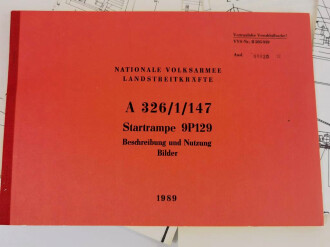 NATIONALE VOLKSARMEE
LANDSTREITKRÄFTE
A 326/1/147
Startrampe 9P129
Beschreibung und Nutzung
Bilder
1989